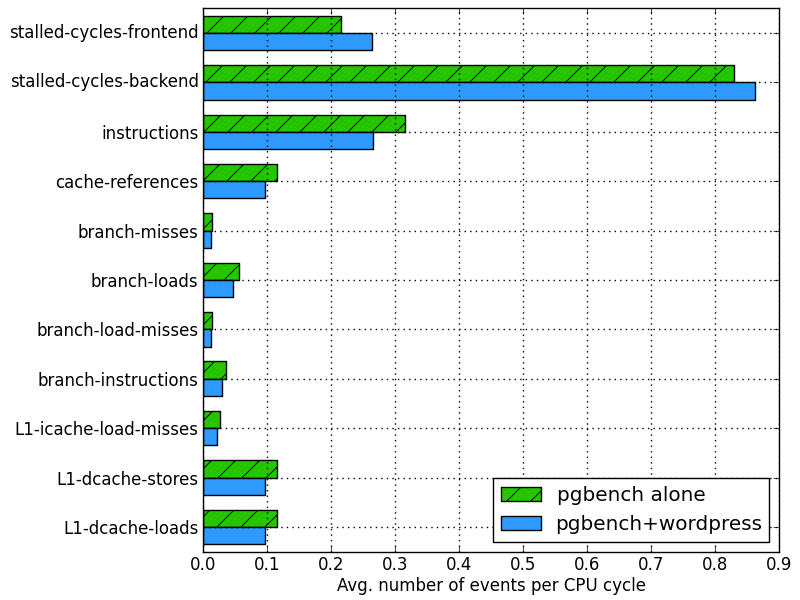 stalled-cycles-frontend
stalled-cycles-backend
instructions
cache-references
branch-misses
branch-loads
branch-load-misses
branch-instructions
L1-icache-load-misses
L1-dcache-stores
L1-dcache-loads
pgbench alone
pgbench+wordpress
0.0 0.1 0.2 0.3 0.4 0.5 0.6 0.7 0.8 0.9
Avg. number of events per CPU cycle